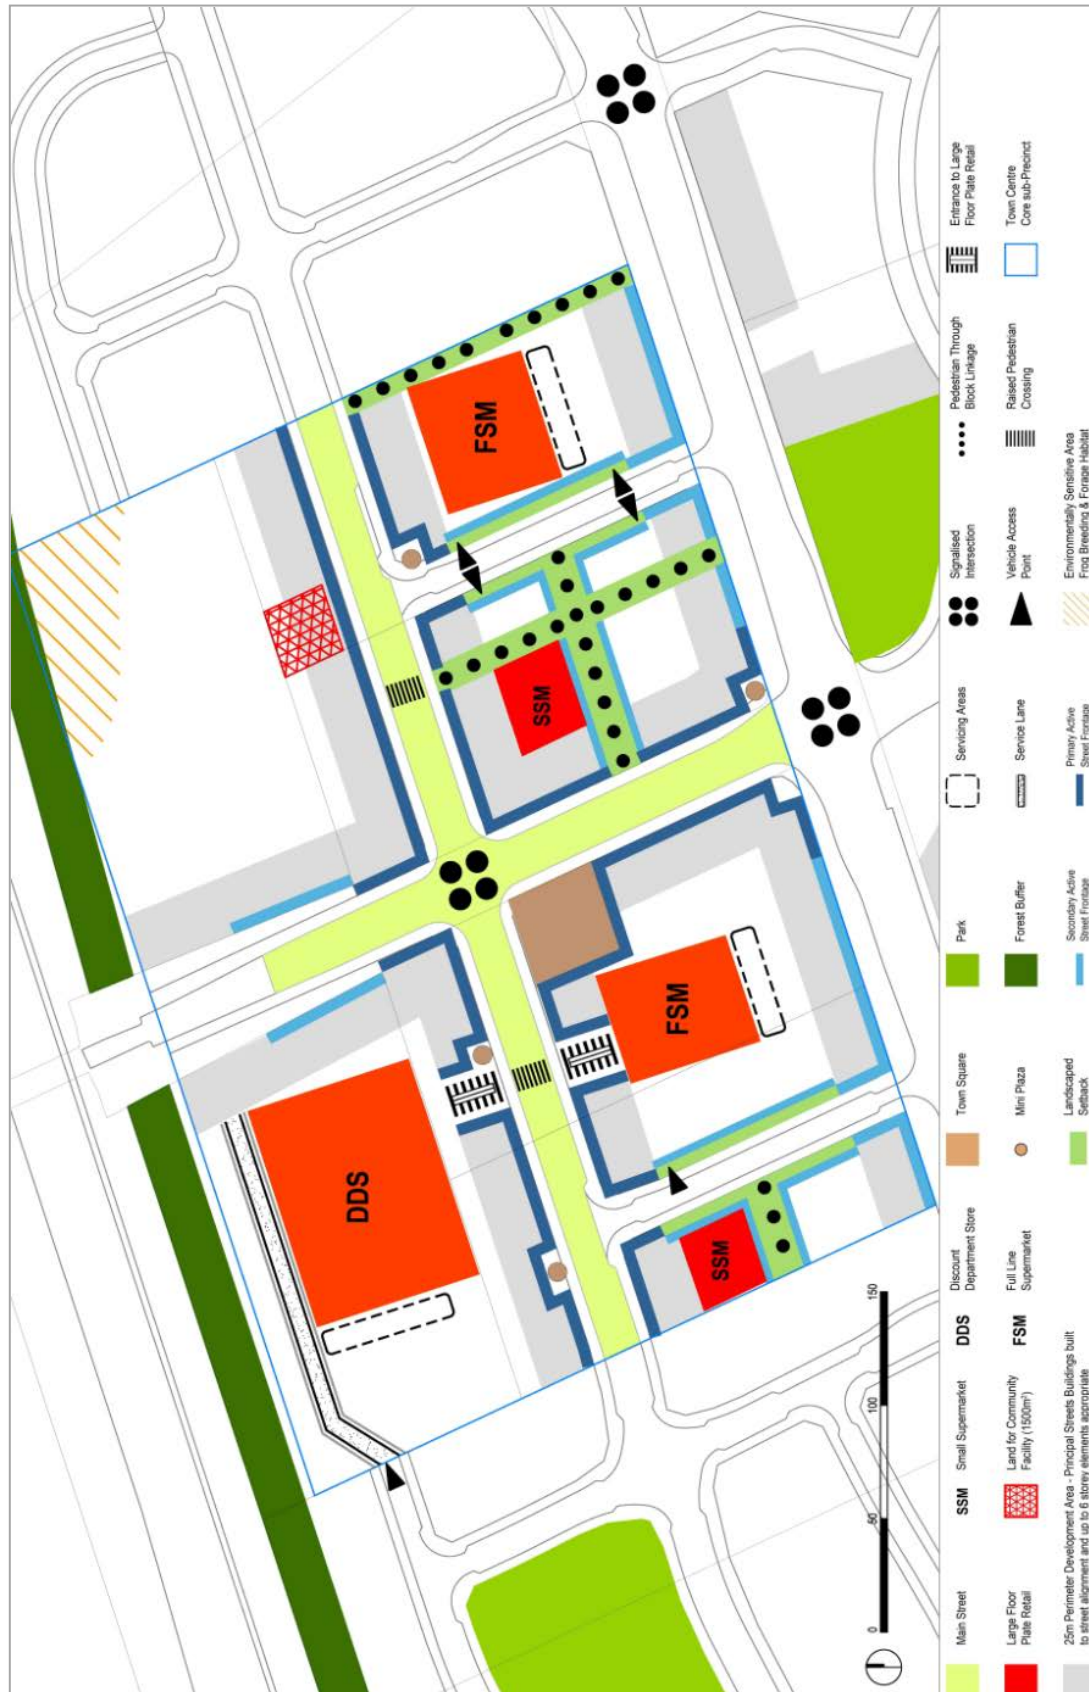 DDS
FSM
FSM
SSM
SSM
0
50
100
150
Main Street
SSM
Small Supermarket
DDS
Discount
Department Store
Town Square
Park
Servicing Areas
Signalised
Intersection
Pedestrian Through
Block Linkage
Entrance to Large
Floor Plate Retail
Large Floor
Plate Retail
Land for Community
Facility (1500m²)
FSM
Full Line
Supermarket
Mini Plaza
Forest Buffer
Service Lane
Vehicle Access
Point
Raised Pedestrian
Crossing
Town Centre
Core sub-Precinct
25m Perimeter Development Area - Principal Streets Buildings built
to street alignment and up to 6 storey elements appropriate
Landscaped
Setback
Secondary Active
Street Frontage
Primary Active
Street Frontage
Environmentally Sensitive Area
Frog Breeding & Forage Habitat